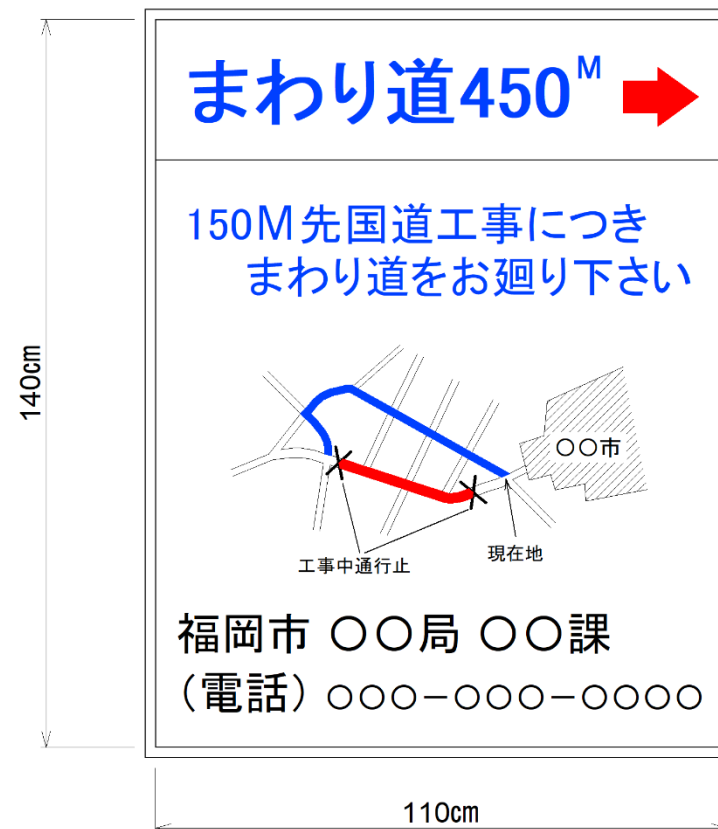 まわり道450M
150M先国道工事につき
まわり道をお廻り下さい
○○市
現在地
工事中通行止
福岡市 ○○局 ○○課
(電話) ○○○-○○○-○○○○
140cm
110cm